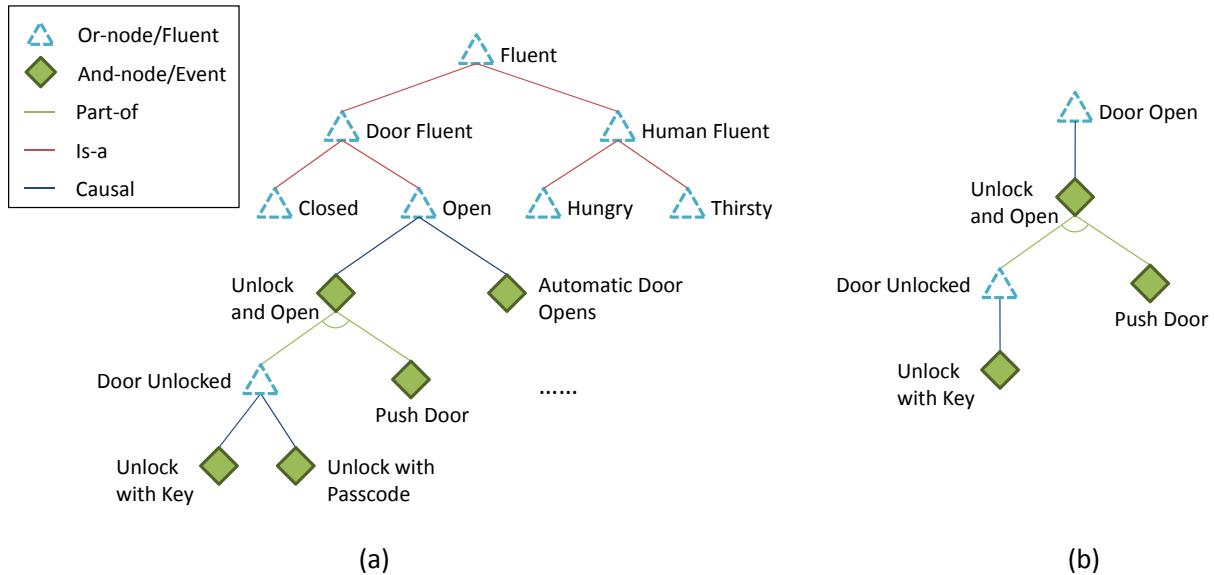 Or-node/Fluent
And-node/Event
Part-of
Is-a
Causal
Fluent
Door Fluent
Human Fluent
Closed
Open
Hungry
Thirsty
Unlock
and Open
Automatic Door
Opens
Door Unlocked
Push Door
......
Unlock
with Key
Unlock with
Passcode
(a)
Door Open
Unlock
and Open
Door Unlocked
Push Door
Unlock
with Key
(b)